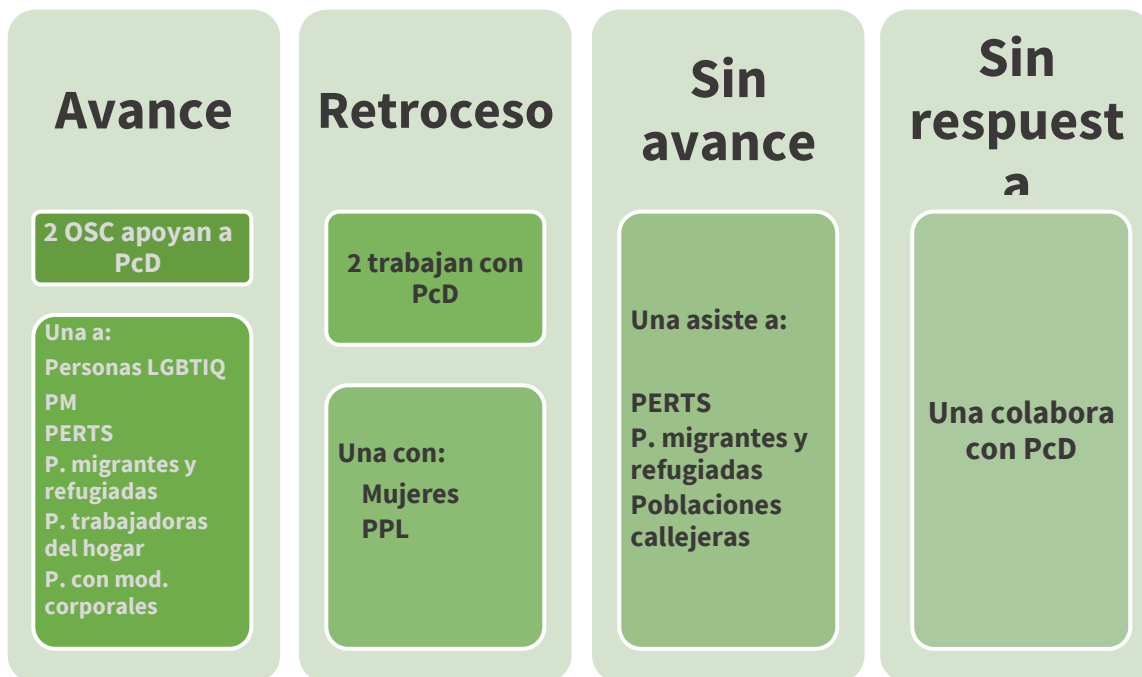 Avance
2 OSC apoyan a
PcD
Una a:
Personas LGBTIQ
PM
PERTS
P. migrantes y
refugiadas
P. trabajadoras
del hogar
P. con mod.
corporales
Retroceso
2 trabajan con
PcD
Una con:
Mujeres
PPL
Sin
avance
Una asiste a:
PERTS
P. migrantes y
refugiadas
Poblaciones
callejeras
Sin
respuest
a
Una colabora
con PcD